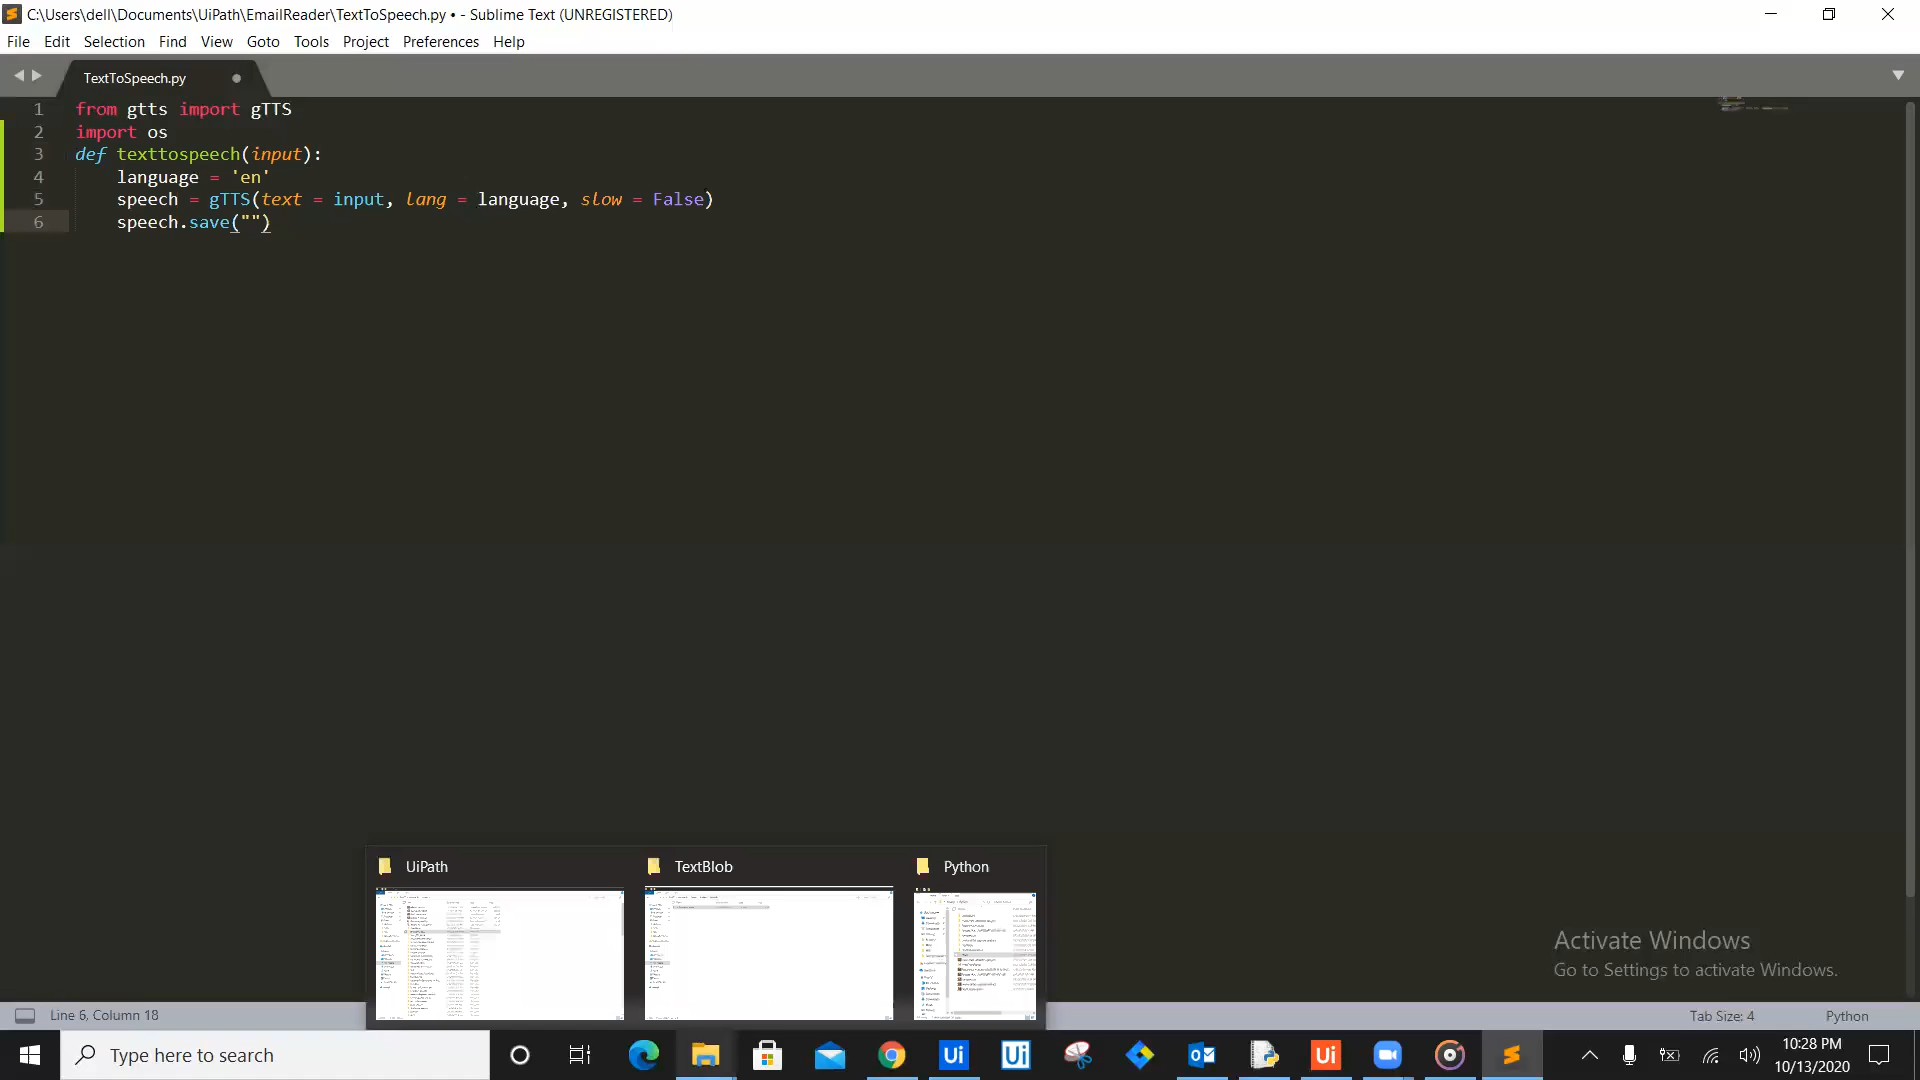 C:\Users\dell\Documents\UiPath\EmailReader\TextToSpeech.py • - Sublime Text (UNREGISTERED)
File Edit Selection Find View Goto Tools Project Preferences Help
TextToSpeech.py
1 from gtts import gTTS
2 import os
3 def texttospeech(input):
4 language = 'en'
5 speech = gTTS(text = input, lang = language, slow = False)
6 speech.save("")
UiPath TextBlob Python
Activate Windows
Go to Settings to activate Windows.
Line 6, Column 18 Tab Size: 4 Python
Type here to search
10:28 PM
10/13/2020